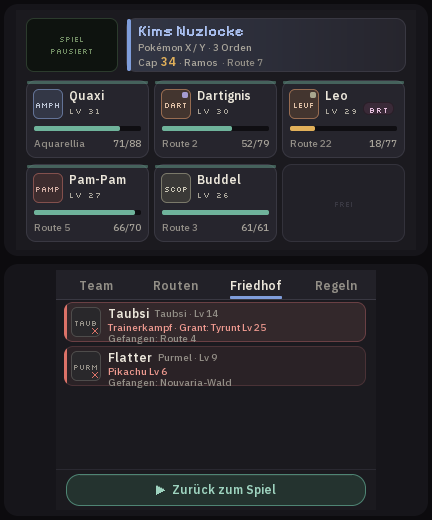 SPIEL
PAUSIERT
Kims Nuzlocke
Pokémon X / Y · 3 Orden
Cap 34 · Ramos · Route 7
AMPH Quaxi
LV 31
Aquarellia 71/88
DART Dartignis
LV 30
Route 2 52/79
LEUF Leo
LV 29 BRT
Route 22 18/77
PAMP Pam-Pam
LV 27
Route 5 66/70
SCOP Buddel
LV 26
Route 3 61/61
FREI
Team Routen Friedhof Regeln
TAUB Taubsi Taubsi · Lv 14
Trainerkampf · Grant: Tyrunt Lv 25
Gefangen: Route 4
PURM Flatter Purmel · Lv 9
Pikachu Lv 6
Gefangen: Nouvaria-Wald
Zurück zum Spiel